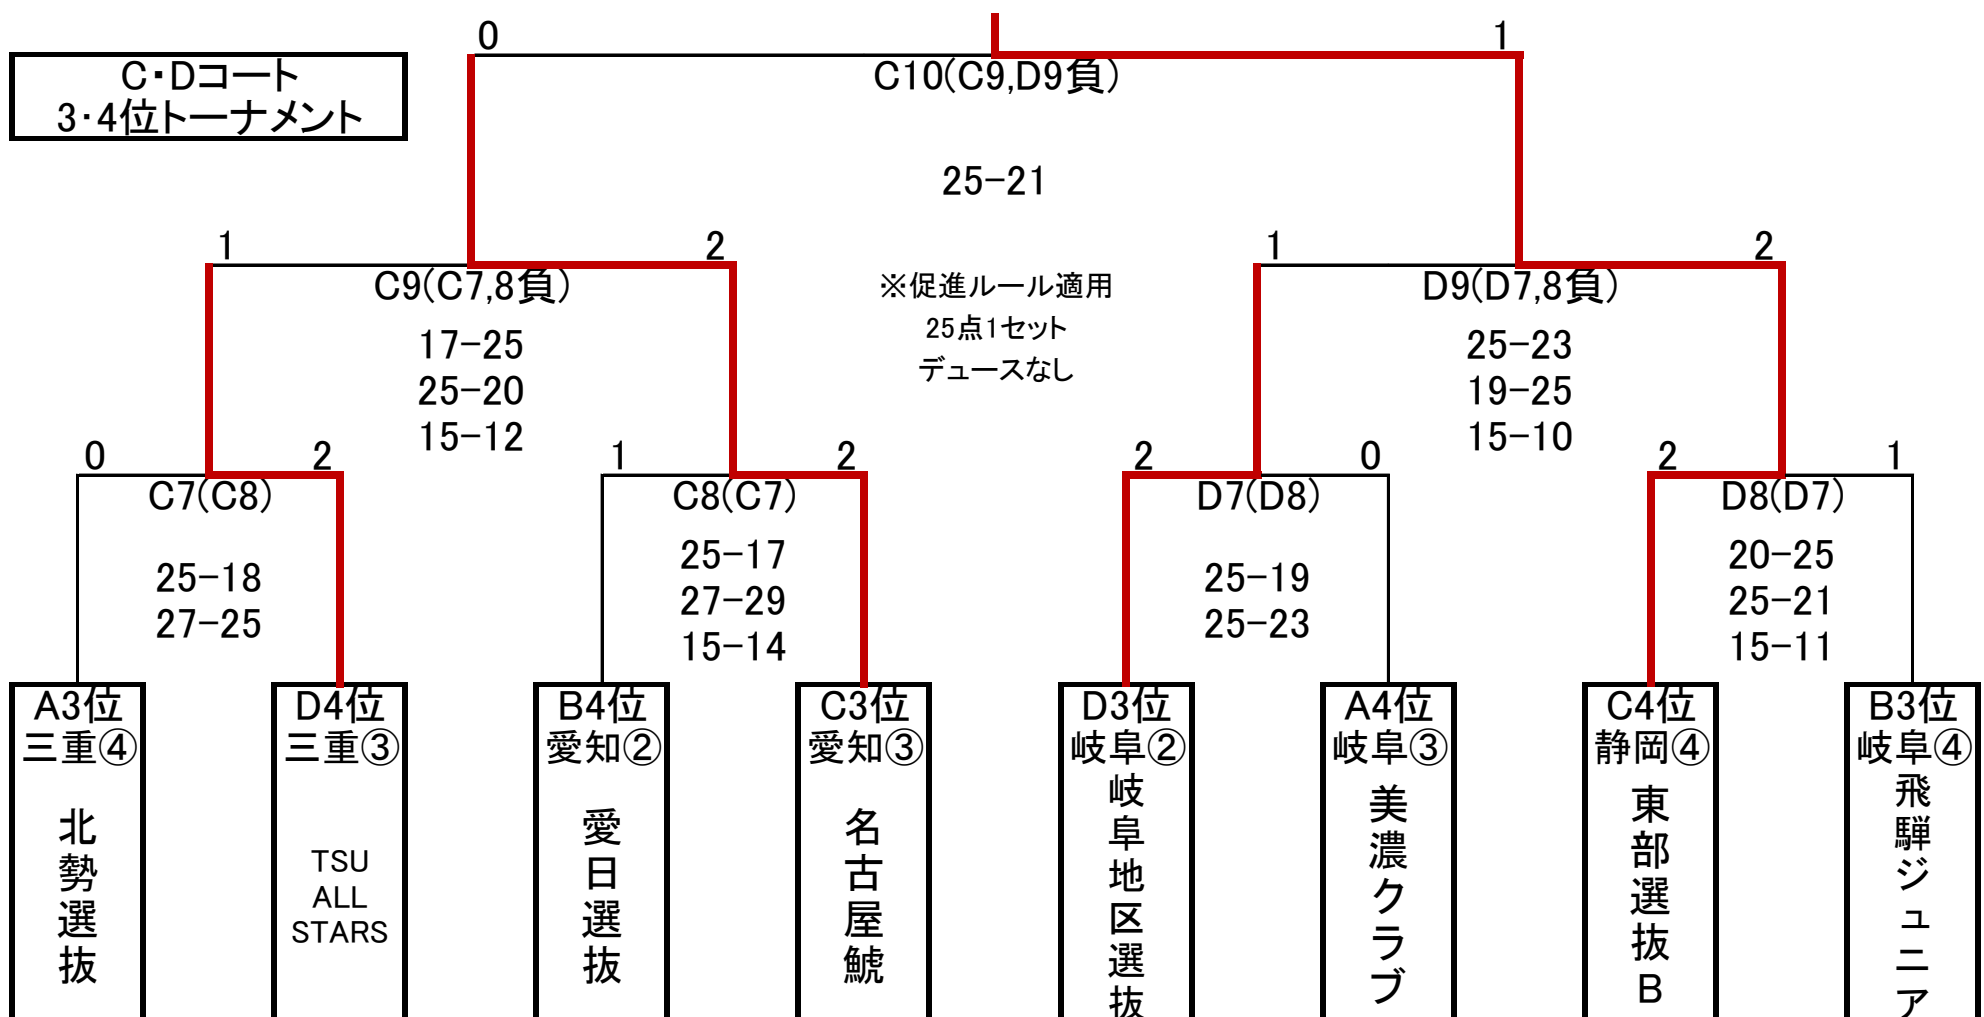 0
1
C・Dコート
3・4位トーナメント
C10(C9,D9負)
25-21
1
2
1
2
C9(C7,8負)
※促進ルール適用
25点1セット
デュースなし
D9(D7,8負)
17-25
25-20
15-12
25-23
19-25
15-10
0
2
1
2
2
0
2
1
C7(C8)
C8(C7)
D7(D8)
D8(D7)
25-18
27-25
25-17
27-29
15-14
25-19
25-23
20-25
25-21
15-11
A3位
三重④
北勢選抜
D4位
三重③
TSU
ALL
STARS
B4位
愛知②
愛日選抜
C3位
愛知③
名古屋鯱
D3位
岐阜②
岐阜地区選抜
A4位
岐阜③
美濃クラブ
C4位
静岡④
東部選抜B
B3位
岐阜④
飛騨ジュニア